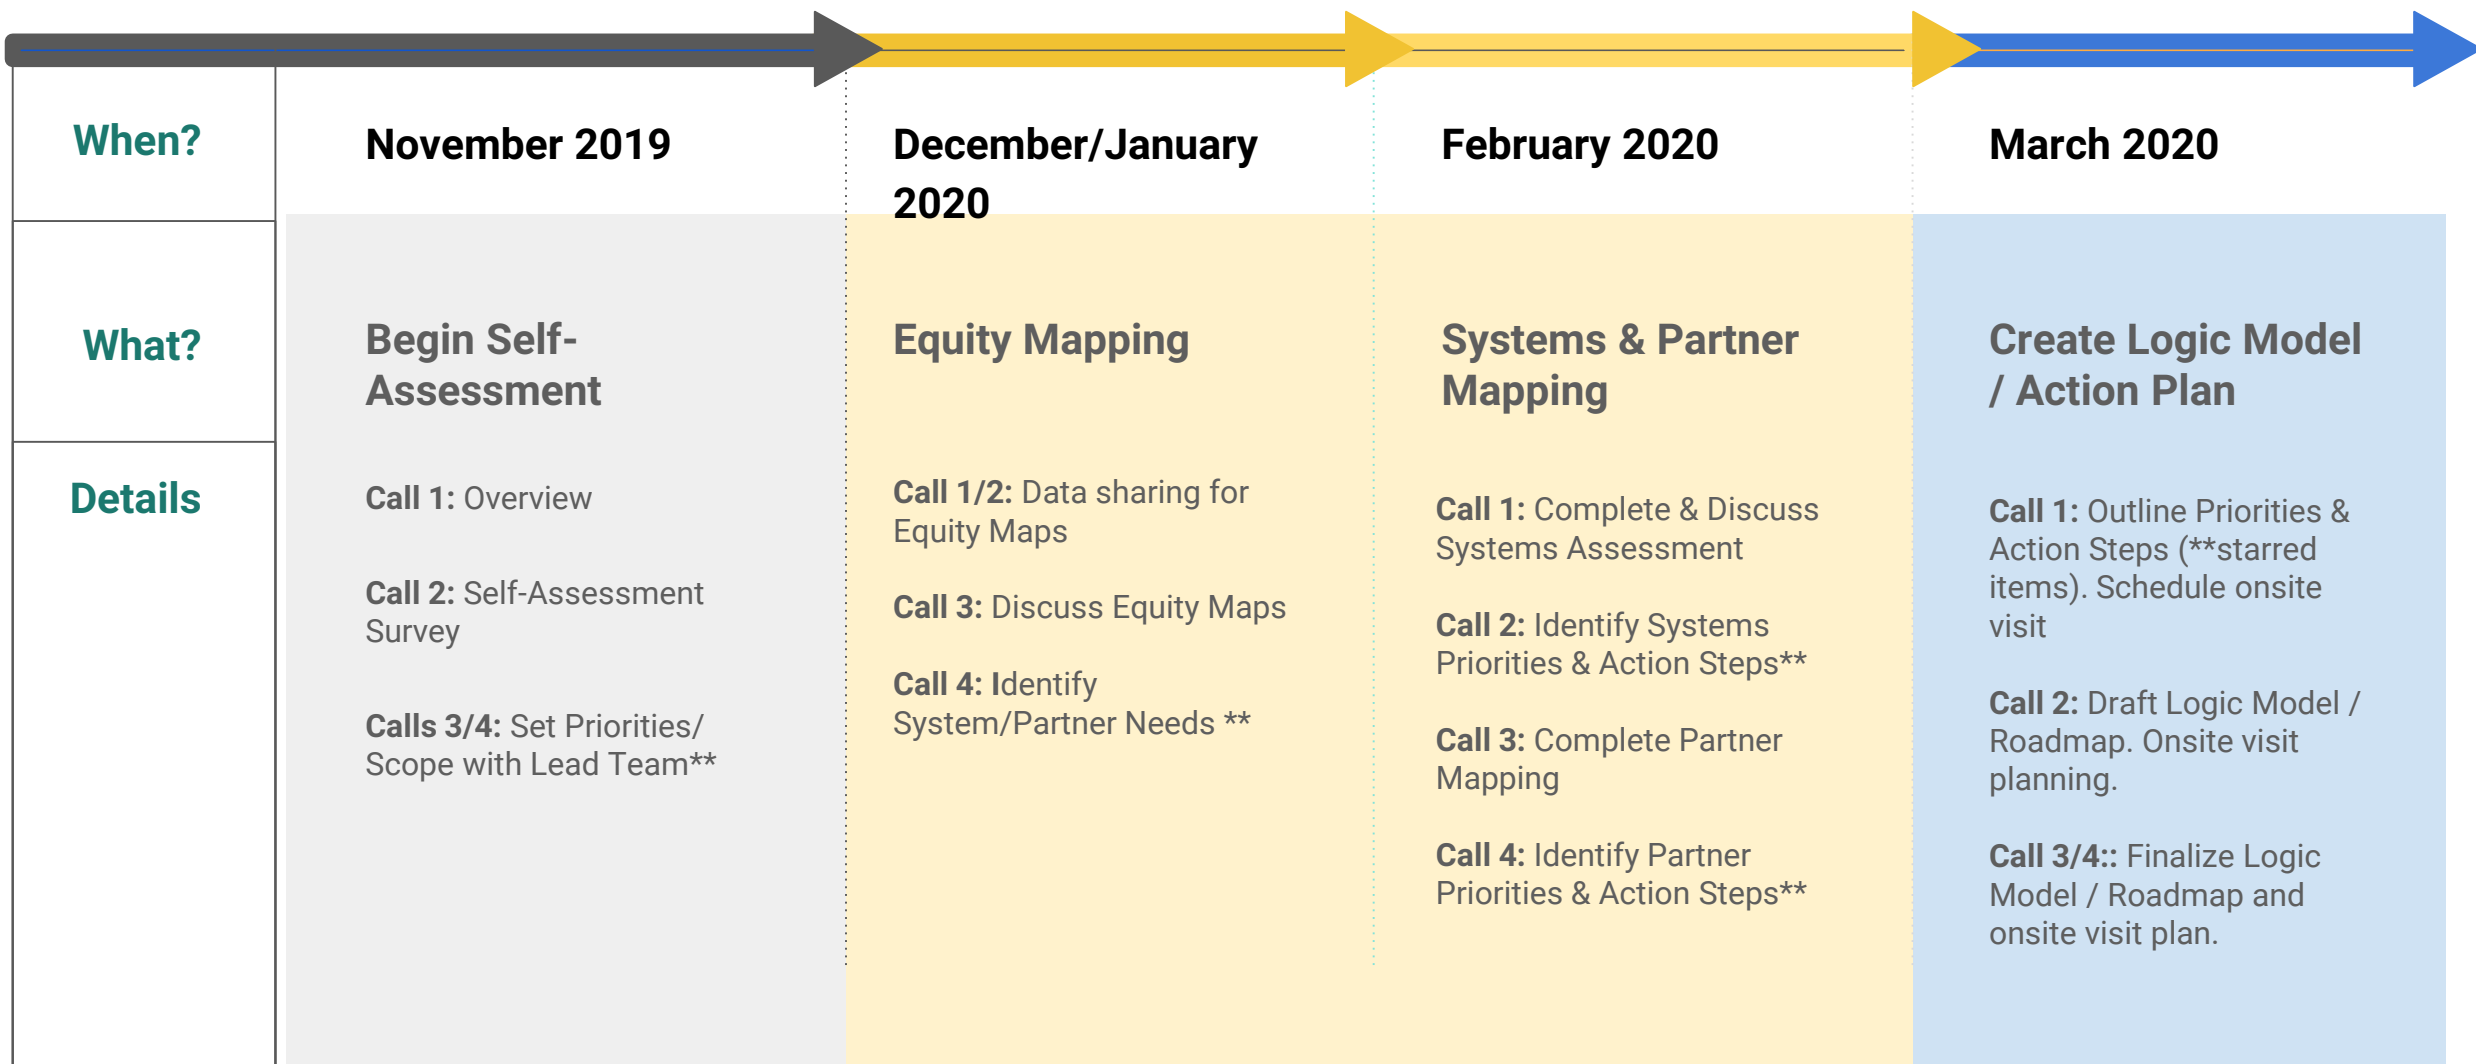 When?
November 2019
December/January
2020
February 2020
March 2020
What?
Begin Self-
Assessment
Equity Mapping
Systems & Partner
Mapping
Create Logic Model
/ Action Plan
Details
Call 1: Overview
Call 2: Self-Assessment
Survey
Calls 3/4: Set Priorities/
Scope with Lead Team**
Call 1/2: Data sharing for
Equity Maps
Call 3: Discuss Equity Maps
Call 4: Identify
System/Partner Needs **
Call 1: Complete & Discuss
Systems Assessment
Call 2: Identify Systems
Priorities & Action Steps**
Call 3: Complete Partner
Mapping
Call 4: Identify Partner
Priorities & Action Steps**
Call 1: Outline Priorities &
Action Steps (**starred
items). Schedule onsite
visit
Call 2: Draft Logic Model /
Roadmap. Onsite visit
planning.
Call 3/4:: Finalize Logic
Model / Roadmap and
onsite visit plan.